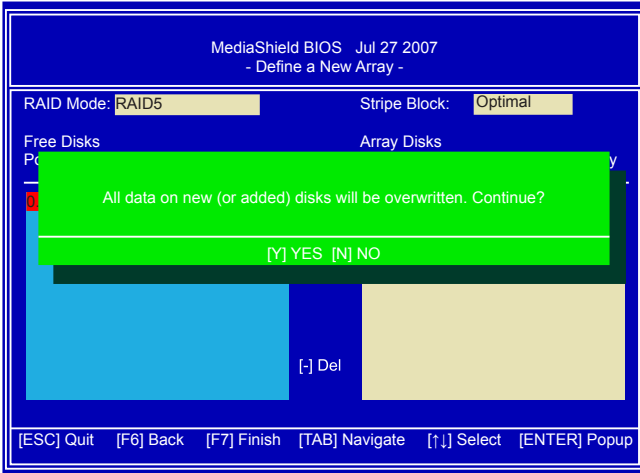 MediaShield BIOS Jul 27 2007
- Define a New Array -
RAID Mode: RAID5 Stripe Block: Optimal
Free Disks Array Disks
All data on new (or added) disks will be overwritten. Continue?
[Y] YES [N] NO
[-] Del
[ESC] Quit [F6] Back [F7] Finish [TAB] Navigate [↑↓] Select [ENTER] Popup